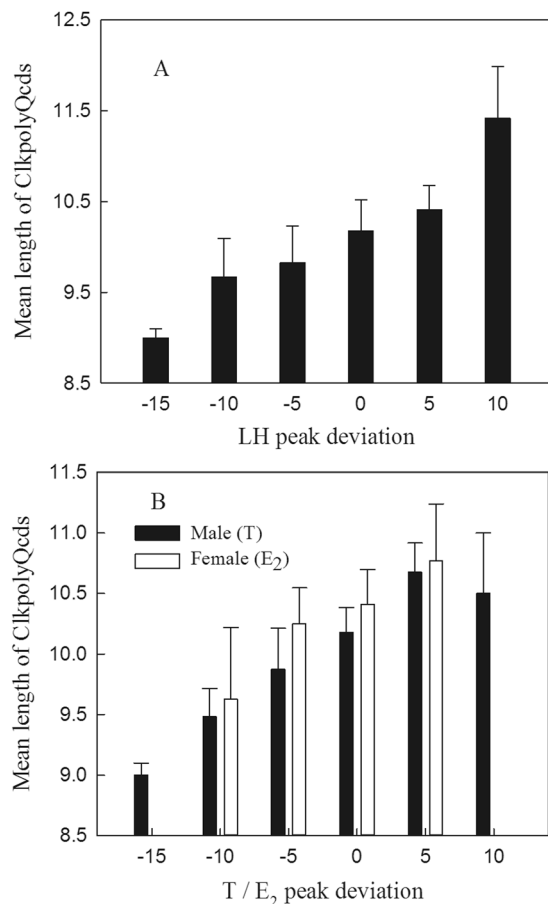 12.5
A
11.5
10.5
9.5
8.5
Mean length of ClkpolyQcds
-15 -10 -5 0 5 10
LH peak deviation
11.5
B
Male (T)
Female (E₂)
11.0
10.5
10.0
9.5
9.0
8.5
Mean length of ClkpolyQcds
-15 -10 -5 0 5 10
T / E₂ peak deviation